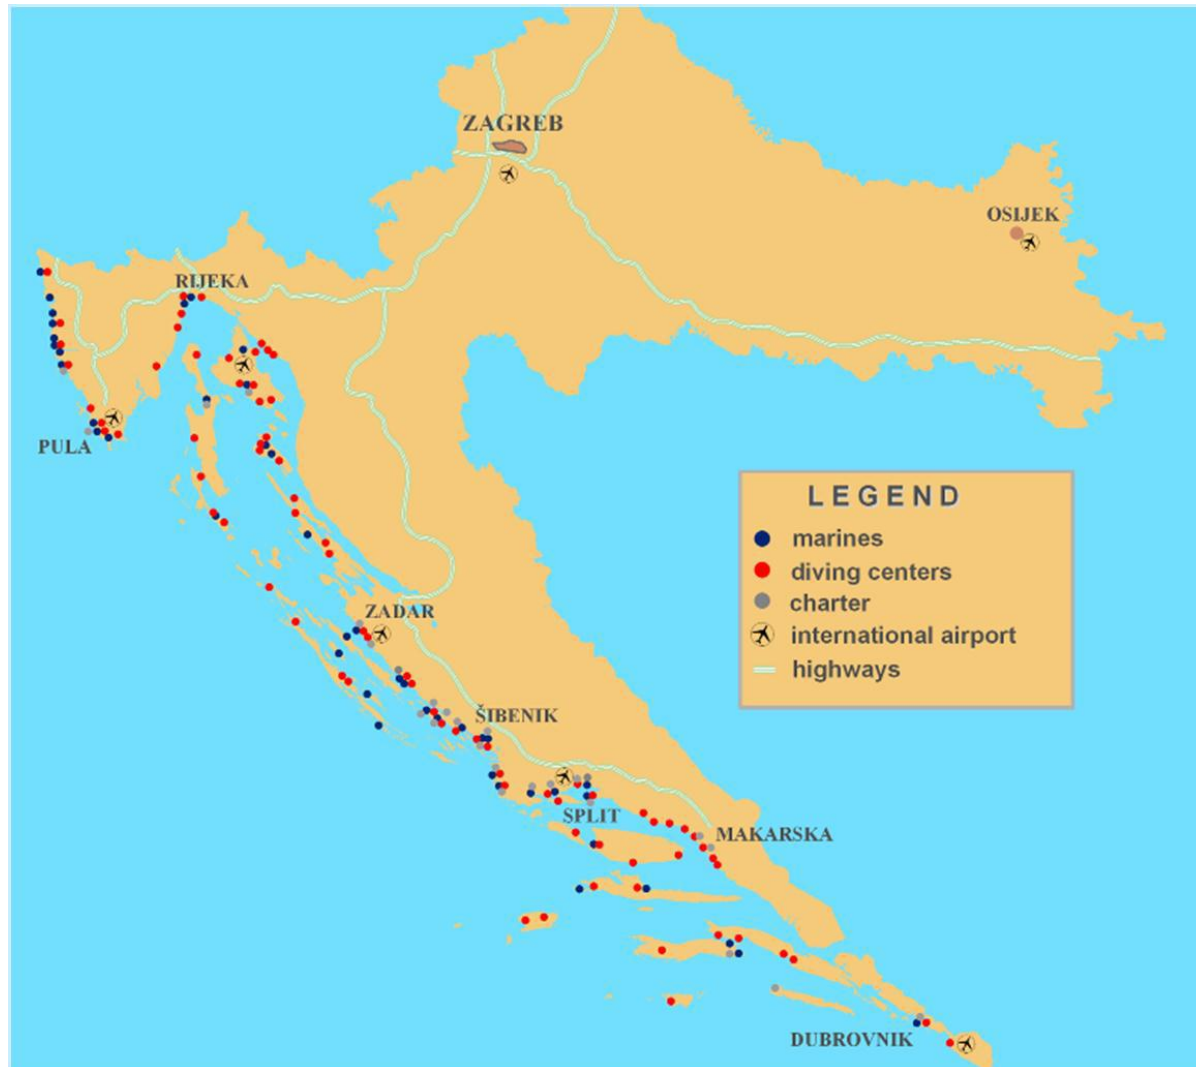 ZAGREB
OSIJEK
RIJEKA
PULA
LEGEND
marines
diving centers
charter
international airport
highways
ZADAR
ŠIBENIK
SPLIT
MAKARSKA
DUBROVNIK